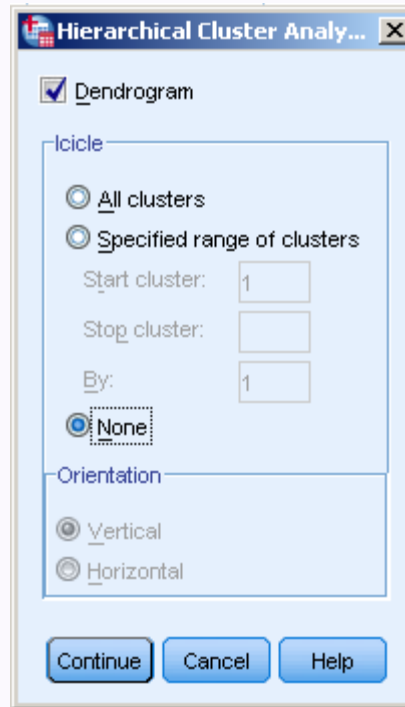 Hierarchical Cluster Analy...
Dendrogram
Icicle
All clusters
Specified range of clusters
Start cluster: 1
Stop cluster:
By: 1
None
Orientation
Vertical
Horizontal
Continue Cancel Help